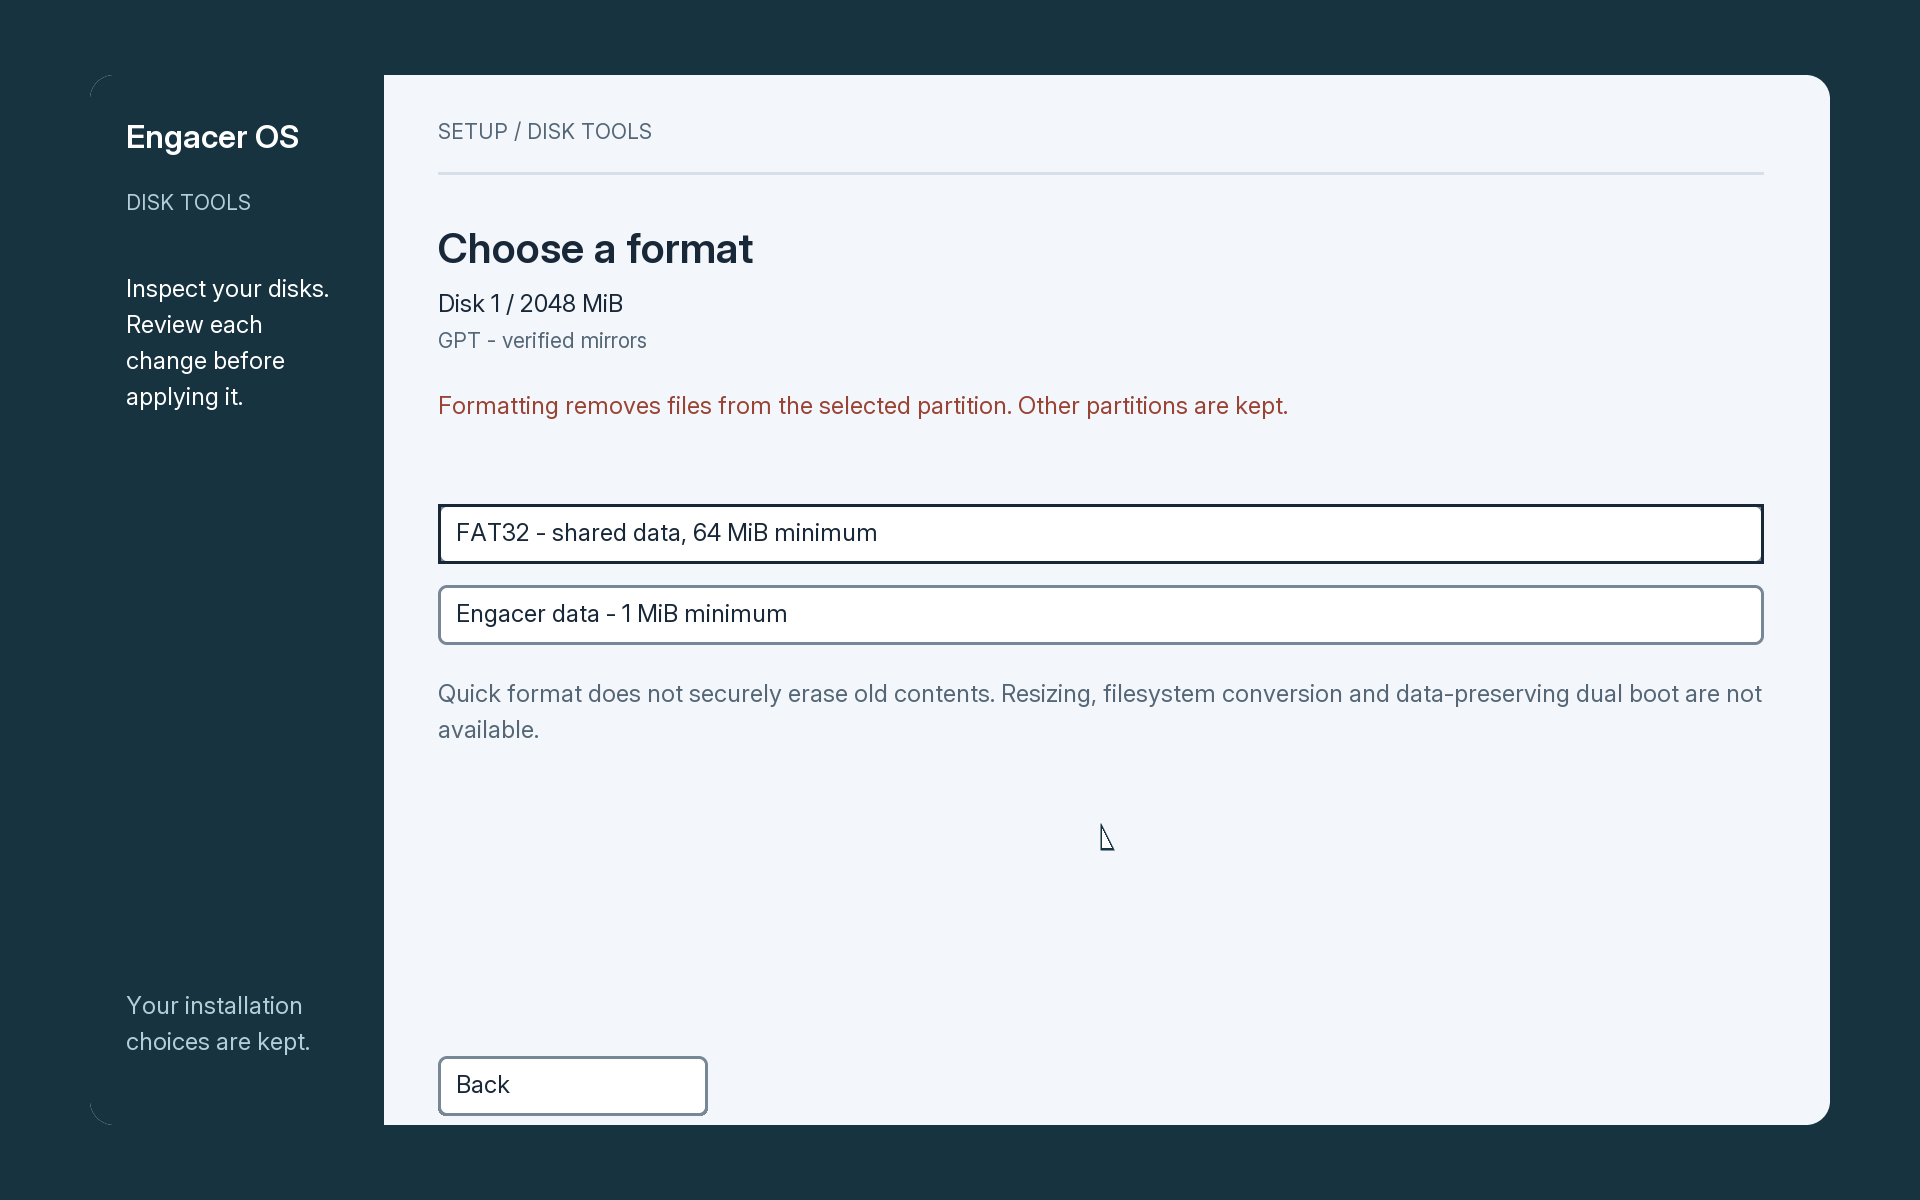 Engacer OS
DISK TOOLS
Inspect your disks.
Review each
change before
applying it.
Your installation
choices are kept.
SETUP / DISK TOOLS
Choose a format
Disk 1 / 2048 MiB
GPT - verified mirrors
Formatting removes files from the selected partition. Other partitions are kept.
FAT32 - shared data, 64 MiB minimum
Engacer data - 1 MiB minimum
Quick format does not securely erase old contents. Resizing, filesystem conversion and data-preserving dual boot are not
available.
Back